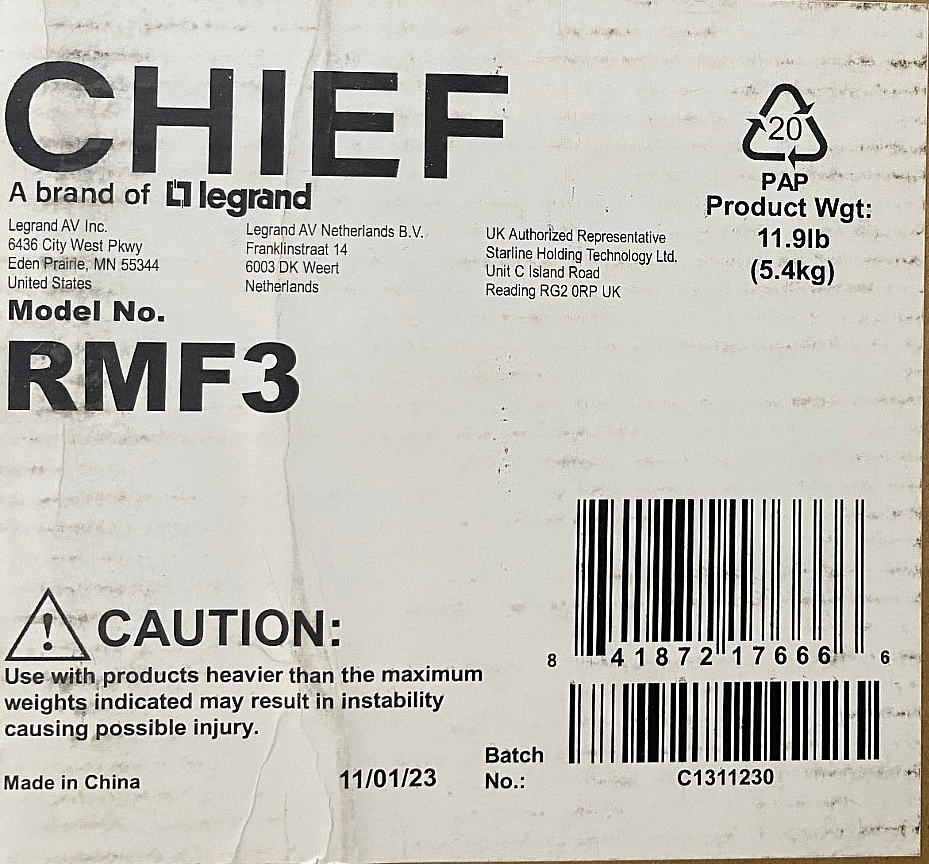 CHIEF
A brand of legrand
Legrand AV Inc.
6436 City West Pkwy
Eden Prairie, MN 55344
United States
Legrand AV Netherlands B.V.
Franklinstraat 14
6003 DK Weert
Netherlands
UK Authorized Representative
Starline Holding Technology Ltd.
Unit C Island Road
Reading RG2 0RP UK
20
PAP
Product Wgt:
11.9lb
(5.4kg)
Model No.
RMF3
! CAUTION:
Use with products heavier than the maximum
weights indicated may result in instability
causing possible injury.
Made in China
11/01/23
8 41872 17666 6
Batch
No.:
C1311230